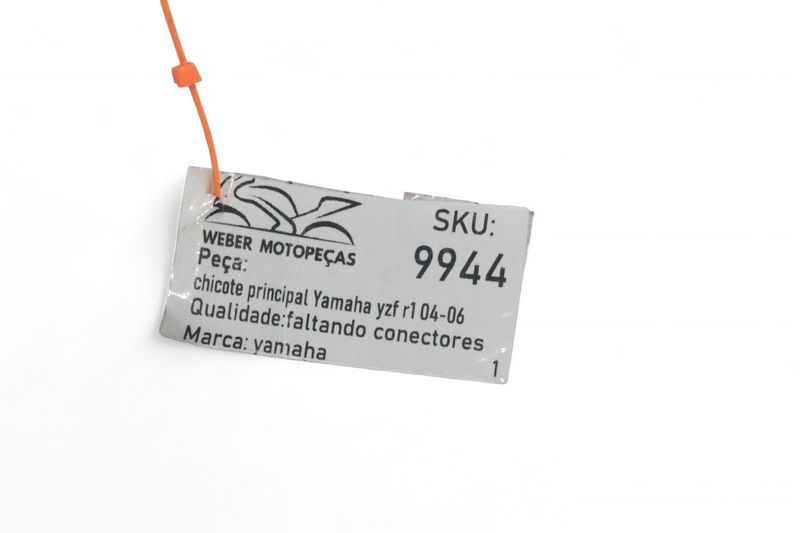 WEBER MOTOPEÇAS
SKU:
9944
Peça:
chicote principal Yamaha yzf r1 04-06
Qualidade:faltando conectores
Marca: yamaha
1